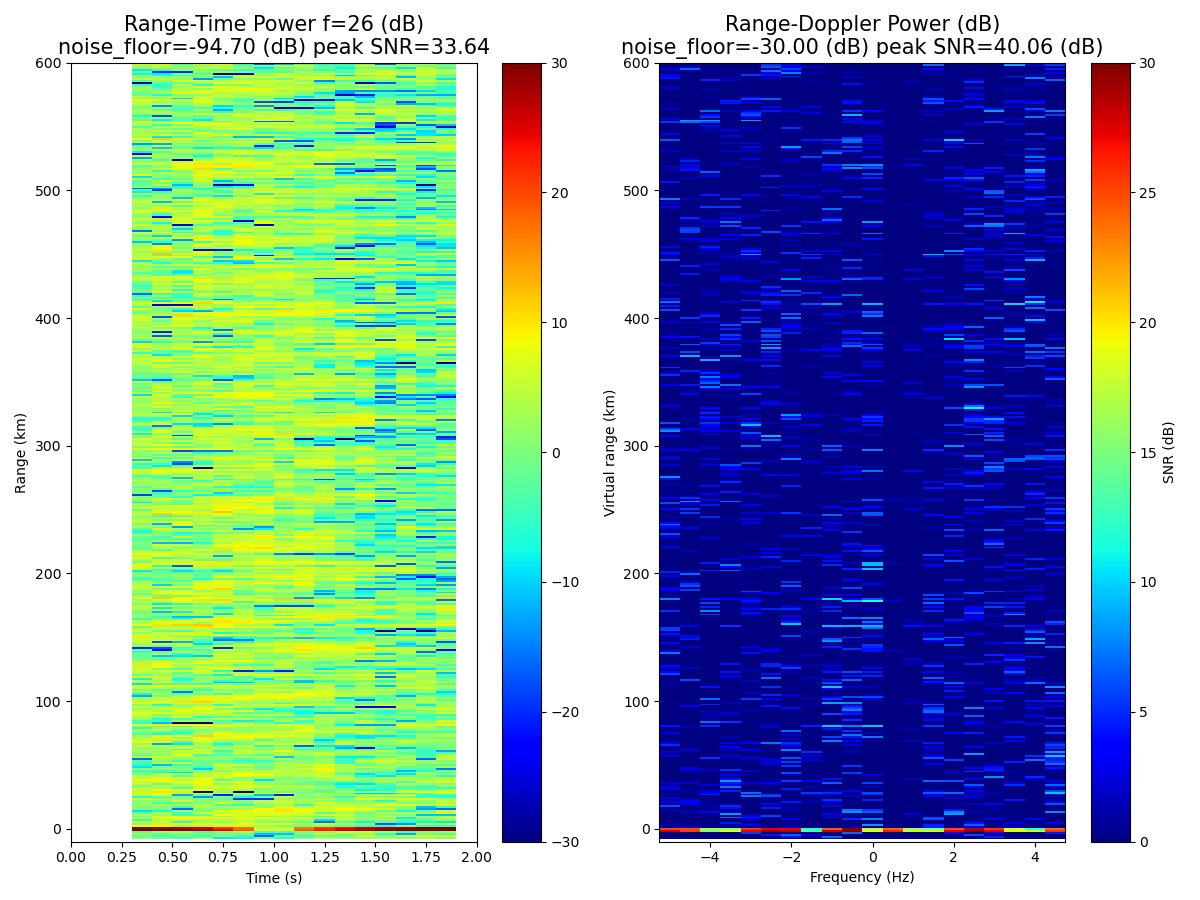 Range-Time Power f=26 (dB)
noise_floor=-94.70 (dB) peak SNR=33.64
Range (km)
600
500
400
300
200
100
0
0.00 0.25 0.50 0.75 1.00 1.25 1.50 1.75 2.00
Time (s)
30
20
10
0
−10
−20
−30
Range-Doppler Power (dB)
noise_floor=-30.00 (dB) peak SNR=40.06 (dB)
Virtual range (km)
600
500
400
300
200
100
0
−4 −2 0 2 4
Frequency (Hz)
30
25
20
15
10
5
0
SNR (dB)